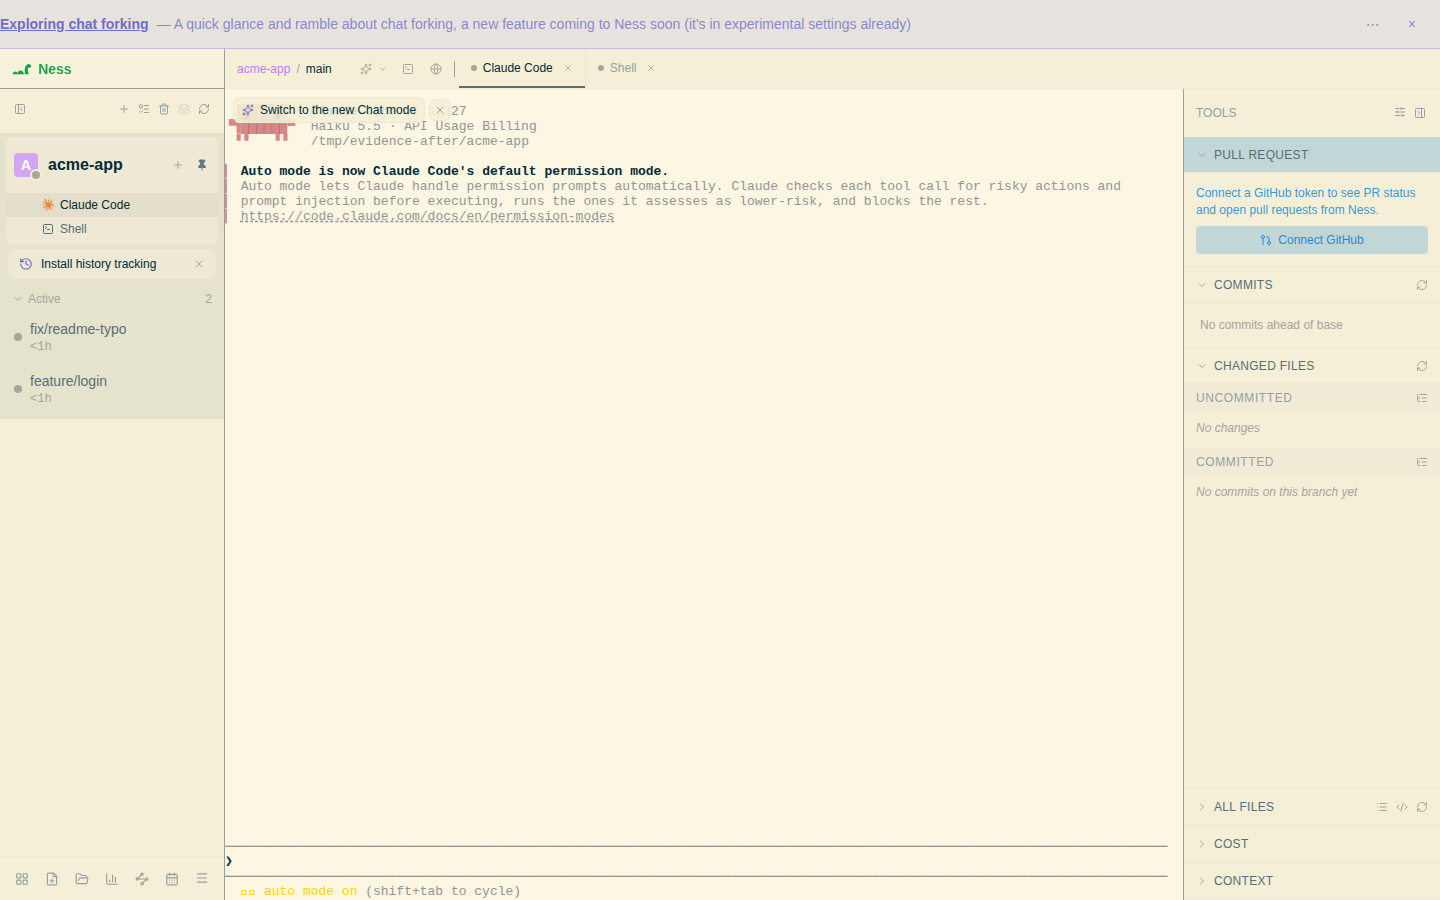 Exploring chat forking — A quick glance and ramble about chat forking, a new feature coming to Ness soon (it's in experimental settings already)
Ness
acme-app / main
Claude Code
Shell
A acme-app
Claude Code
Shell
Install history tracking
Active 2
fix/readme-typo
<1h
feature/login
<1h
Switch to the new Chat mode
27
Haiku 5.5 · API Usage Billing
/tmp/evidence-after/acme-app
Auto mode is now Claude Code's default permission mode.
Auto mode lets Claude handle permission prompts automatically. Claude checks each tool call for risky actions and
prompt injection before executing, runs the ones it assesses as lower-risk, and blocks the rest.
https://code.claude.com/docs/en/permission-modes
❯
auto mode on (shift+tab to cycle)
TOOLS
PULL REQUEST
Connect a GitHub token to see PR status
and open pull requests from Ness.
Connect GitHub
COMMITS
No commits ahead of base
CHANGED FILES
UNCOMMITTED
No changes
COMMITTED
No commits on this branch yet
ALL FILES
COST
CONTEXT